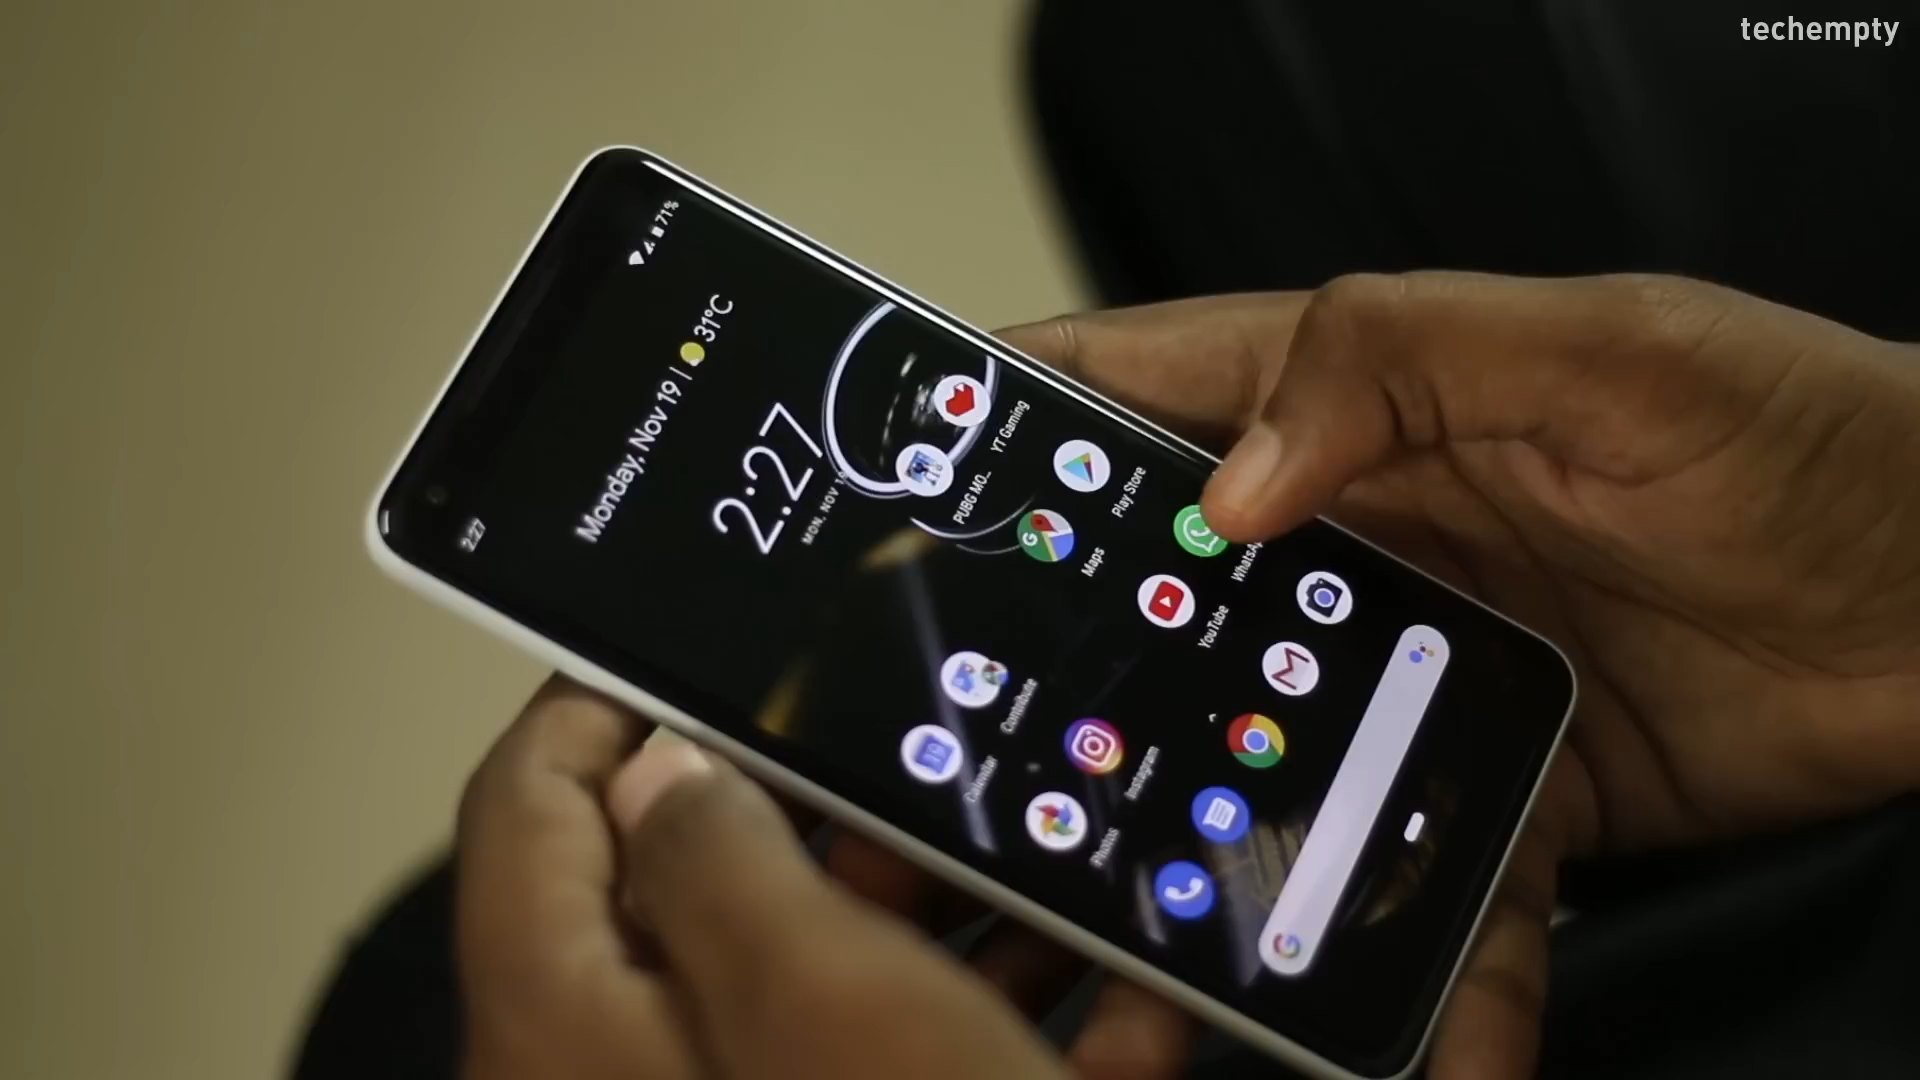 techempty
2:27
71%
Monday, Nov 19 | 31°C
2:27
MON, NOV 1
PUBG MO...
YT Gaming
Maps
Play Store
YouTube
WhatsA
Calendar
Contribute
Photos
Instagram
G